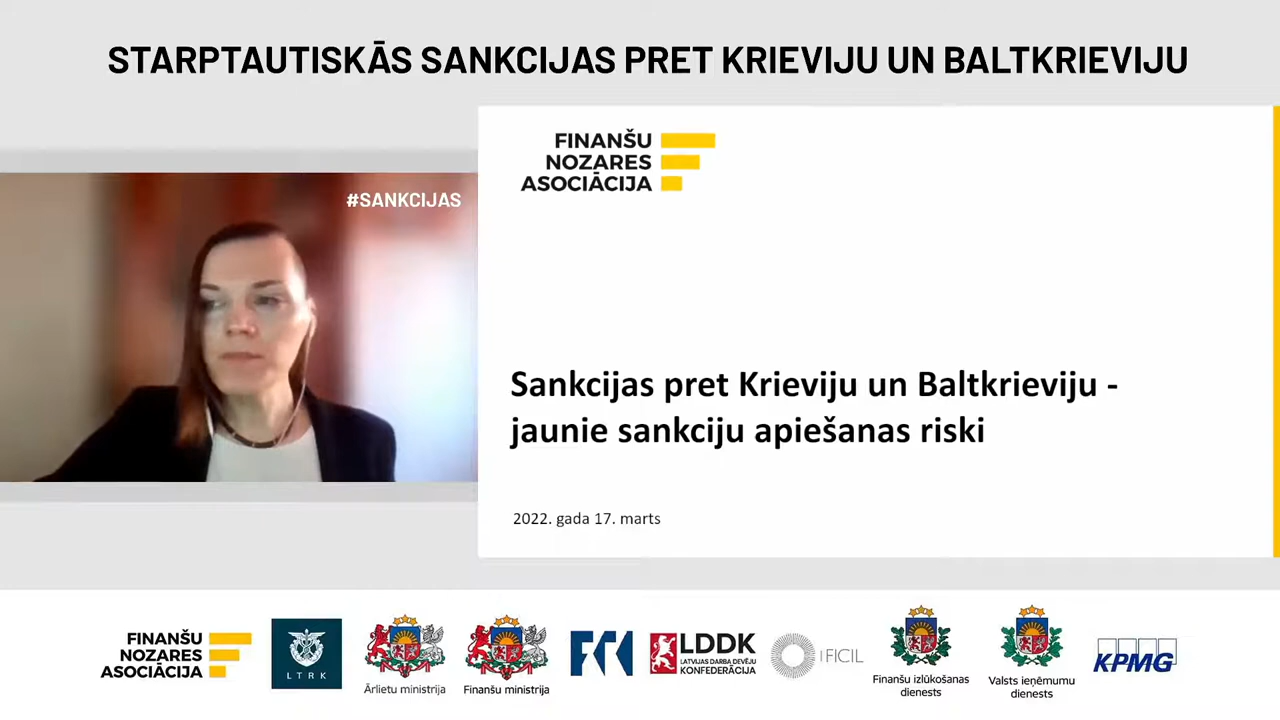 STARPTAUTISKĀS SANKCIJAS PRET KRIEVIJU UN BALTKRIEVIJU
#SANKCIJAS
FINANŠU
NOZARES
ASOCIĀCIJA
Sankcijas pret Krieviju un Baltkrieviju -
jaunie sankciju apiešanas riski
2022. gada 17. marts
FINANŠU
NOZARES
ASOCIĀCIJA
LTRK
Ārlietu ministrija
Finanšu ministrija
LDDK
LATVIJAS DARBA DEVĒJU
KONFEDERĀCIJA
FICIL
Finanšu izlūkošanas
dienests
Valsts ieņēmumu
dienests
KPMG